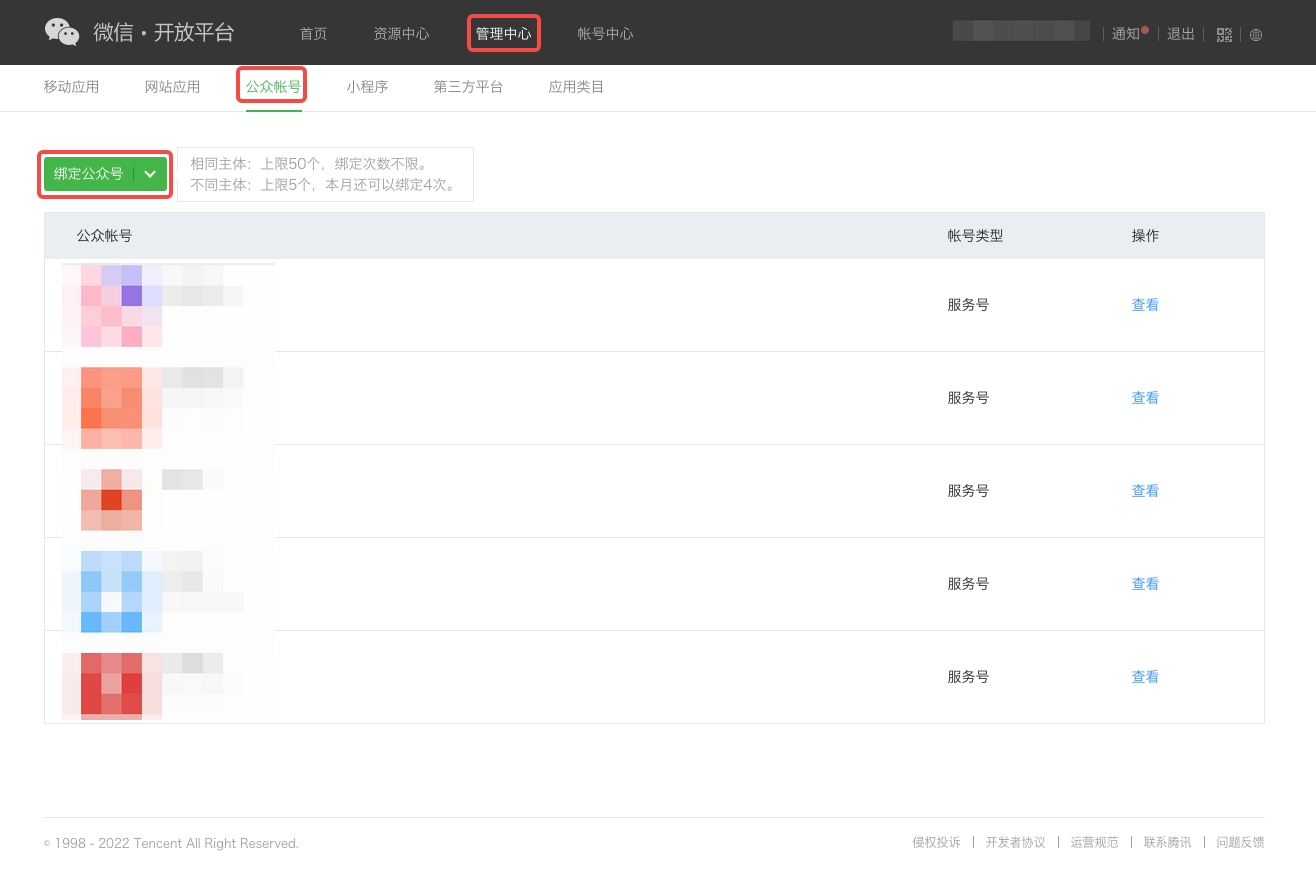 微信·开放平台 首页 资源中心 管理中心 帐号中心 通知 退出
移动应用 网站应用 公众帐号 小程序 第三方平台 应用类目
绑定公众号
相同主体：上限50个，绑定次数不限。
不同主体：上限5个，本月还可以绑定4次。
公众帐号 帐号类型 操作
服务号 查看
服务号 查看
服务号 查看
服务号 查看
服务号 查看
© 1998 - 2022 Tencent All Right Reserved. 侵权投诉 开发者协议 运营规范 联系腾讯 问题反馈